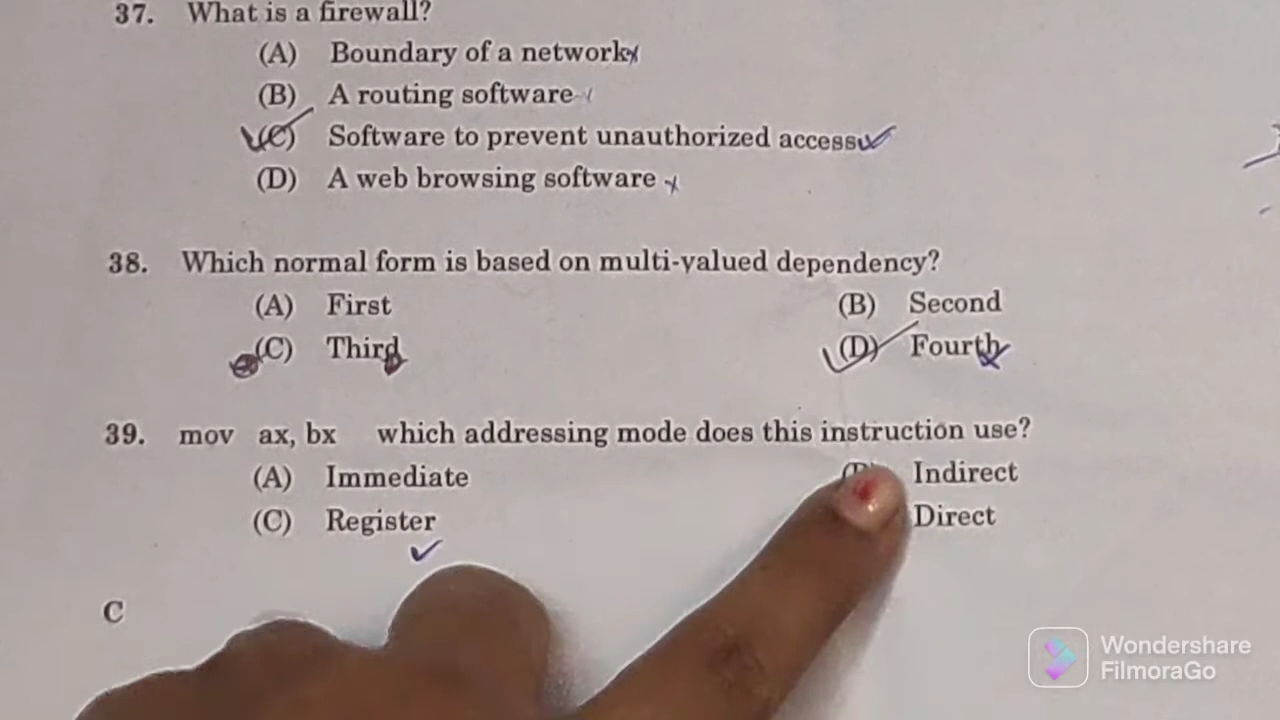 37. What is a firewall?
(A) Boundary of a network
(B) A routing software
(C) Software to prevent unauthorized access
(D) A web browsing software
38. Which normal form is based on multi-valued dependency?
(A) First (B) Second
(C) Third (D) Fourth
39. mov ax, bx which addressing mode does this instruction use?
(A) Immediate Indirect
(C) Register Direct
C
Wondershare
FilmoraGo